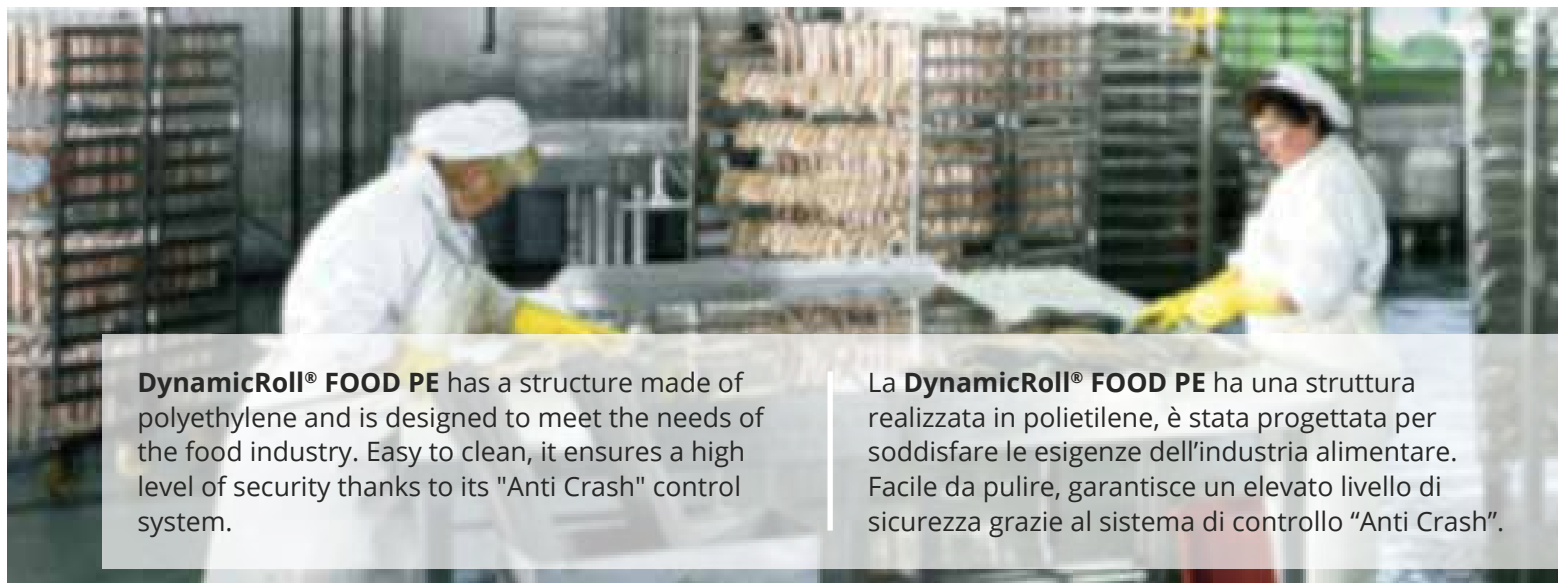 DynamicRoll® FOOD PE has a structure made of
polyethylene and is designed to meet the needs of
the food industry. Easy to clean, it ensures a high
level of security thanks to its "Anti Crash" control
system.
La DynamicRoll® FOOD PE ha una struttura
realizzata in polietilene, è stata progettata per
soddisfare le esigenze dell’industria alimentare.
Facile da pulire, garantisce un elevato livello di
sicurezza grazie al sistema di controllo “Anti Crash”.